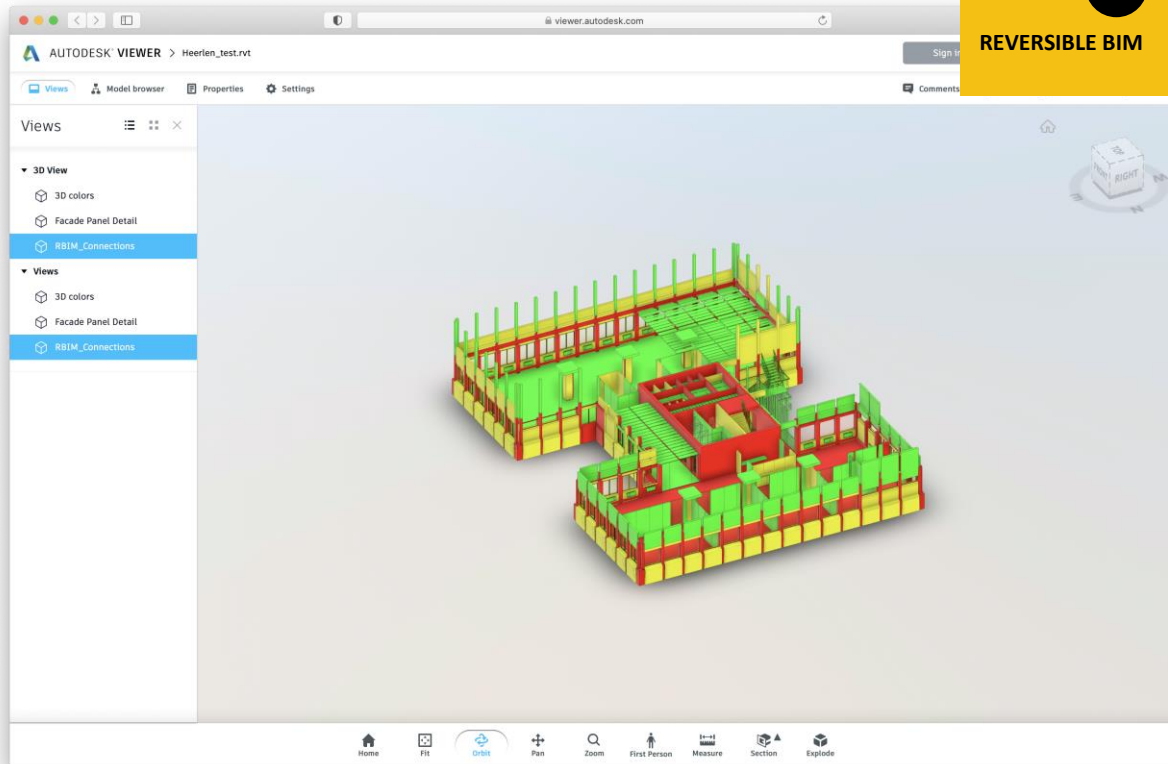 viewer.autodesk.com
REVERSIBLE BIM
AUTODESK® VIEWER > Heerlen_test.rvt
Sign in
Views
Model browser
Properties
Settings
Comments
Views
3D View
3D colors
Facade Panel Detail
RBIM_Connections
Views
3D colors
Facade Panel Detail
RBIM_Connections
TOP
FRONT
RIGHT
Home
Fit
Orbit
Pan
Zoom
First Person
Measure
Section
Explode